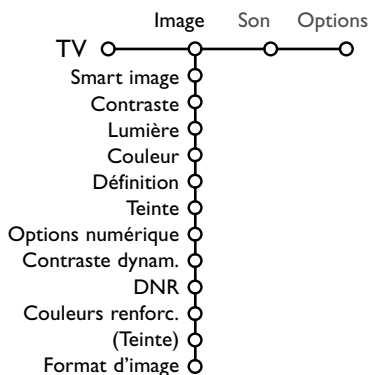 Image Son Options
TV
Smart image
Contraste
Lumière
Couleur
Définition
Teinte
Options numérique
Contraste dynam.
DNR
Couleurs renforc.
(Teinte)
Format d'image